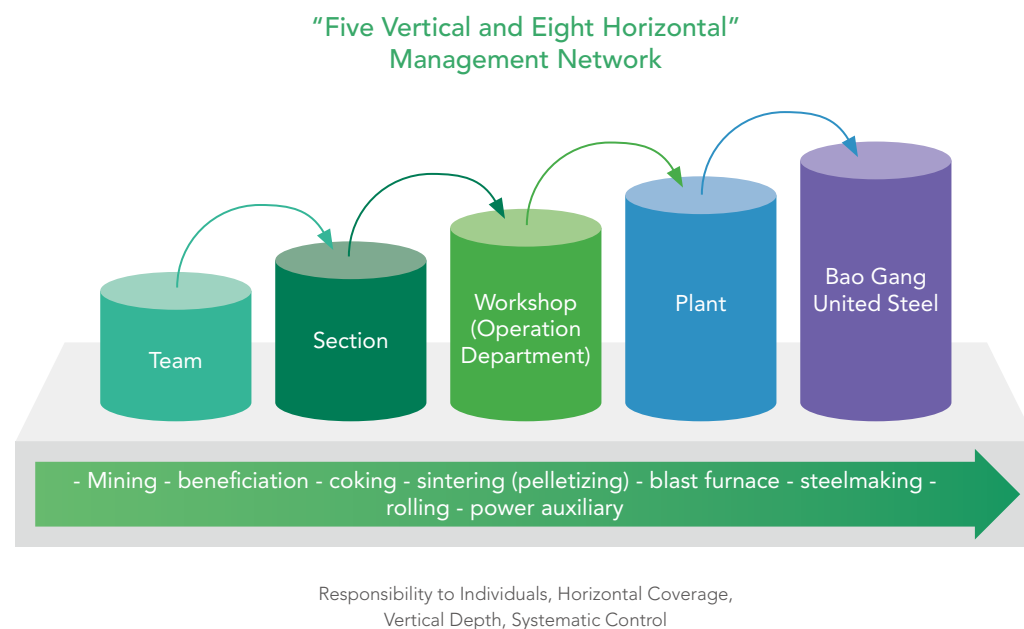 “Five Vertical and Eight Horizontal”
Management Network
Team
Section
Workshop
(Operation
Department)
Plant
Bao Gang
United Steel
- Mining - beneficiation - coking - sintering (pelletizing) - blast furnace - steelmaking -
rolling - power auxiliary
Responsibility to Individuals, Horizontal Coverage,
Vertical Depth, Systematic Control